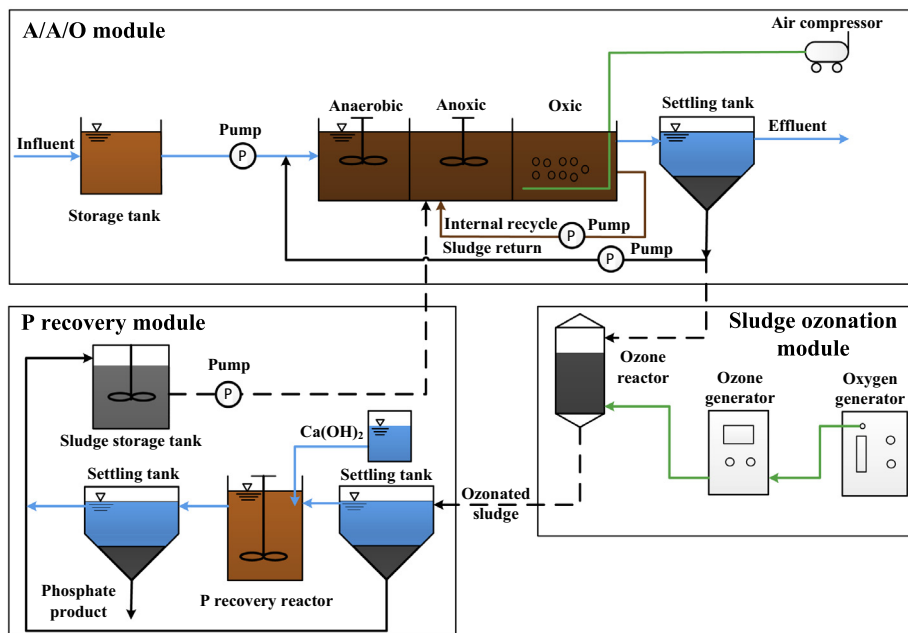 A/A/O module
Air compressor
Anaerobic
Anoxic
Oxic
Settling tank
Influent
Pump
P
Effluent
Storage tank
Internal recycle
P
Pump
Sludge return
P
Pump
P recovery module
Sludge ozonation
module
Pump
P
Ozone
reactor
Ozone
generator
Oxygen
generator
Sludge storage tank
Ca(OH)₂
Settling tank
Settling tank
Ozonated
sludge
Phosphate
product
P recovery reactor